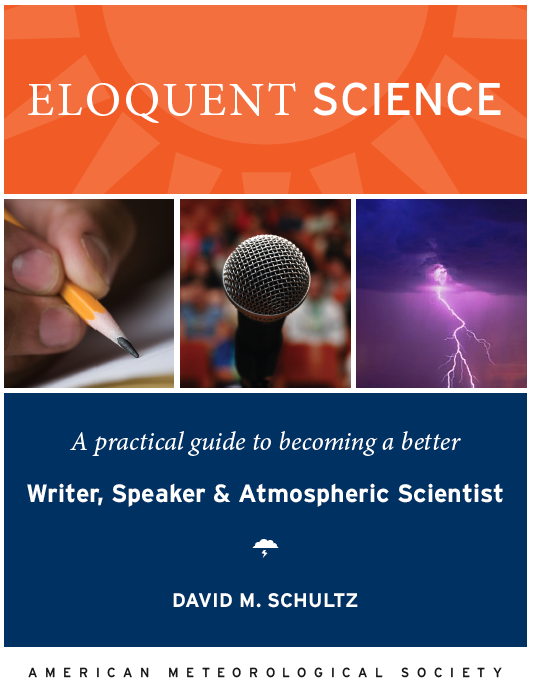 ELOQUENT SCIENCE
A practical guide to becoming a better
Writer, Speaker & Atmospheric Scientist
DAVID M. SCHULTZ
AMERICAN METEOROLOGICAL SOCIETY